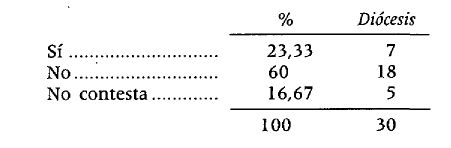 % Diócesis
Sí ............................ 23,33 7
No ........................... 60 18
No contesta ............. 16,67 5
100 30